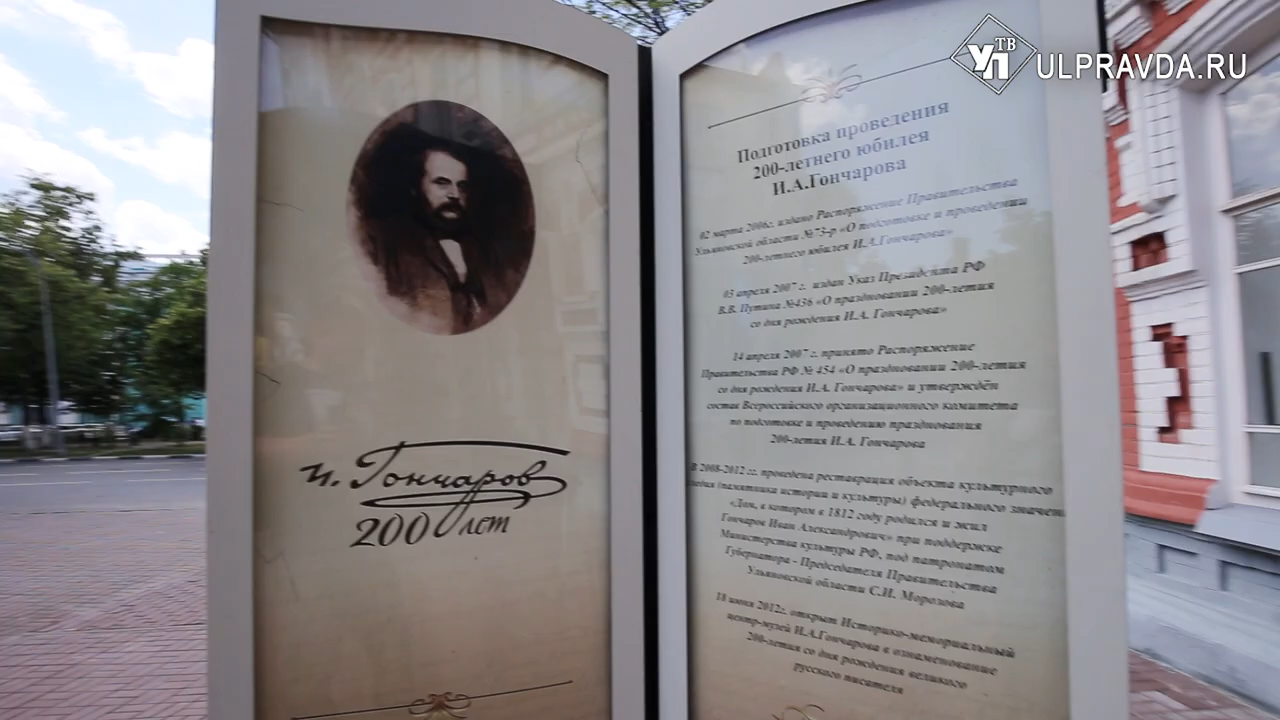 УП ТВ ULPRAVDA.RU
И. Гончаров
200 лет
Подготовка проведения
200-летнего юбилея
И.А.Гончарова
02 марта 2006г. издано Распоряжение Правительства
Ульяновской области №73-р «О подготовке и проведении
200-летнего юбилея И.А.Гончарова»
03 апреля 2007 г. издан Указ Президента РФ
В.В. Путина №436 «О праздновании 200-летия
со дня рождения И.А. Гончарова»
14 апреля 2007 г. принято Распоряжение
Правительства РФ № 454 «О праздновании 200-летия
со дня рождения И.А. Гончарова» и утверждён
состав Всероссийского организационного комитета
по подготовке и проведению празднования
200-летия И.А. Гончарова
В 2008-2012 гг. проведена реставрация объекта культурного
(памятника истории и культуры) федерального значени
«Дом, в котором в 1812 году родился и жил
Гончаров Иван Александрович» при поддержке
Министерства культуры РФ, под патронатом
Губернатора - Председателя Правительства
Ульяновской области С.И. Морозова
18 июня 2012г. открыт Историко-мемориальный
центр-музей И.А.Гончарова в ознаменование
200-летия со дня рождения великого
русского писателя